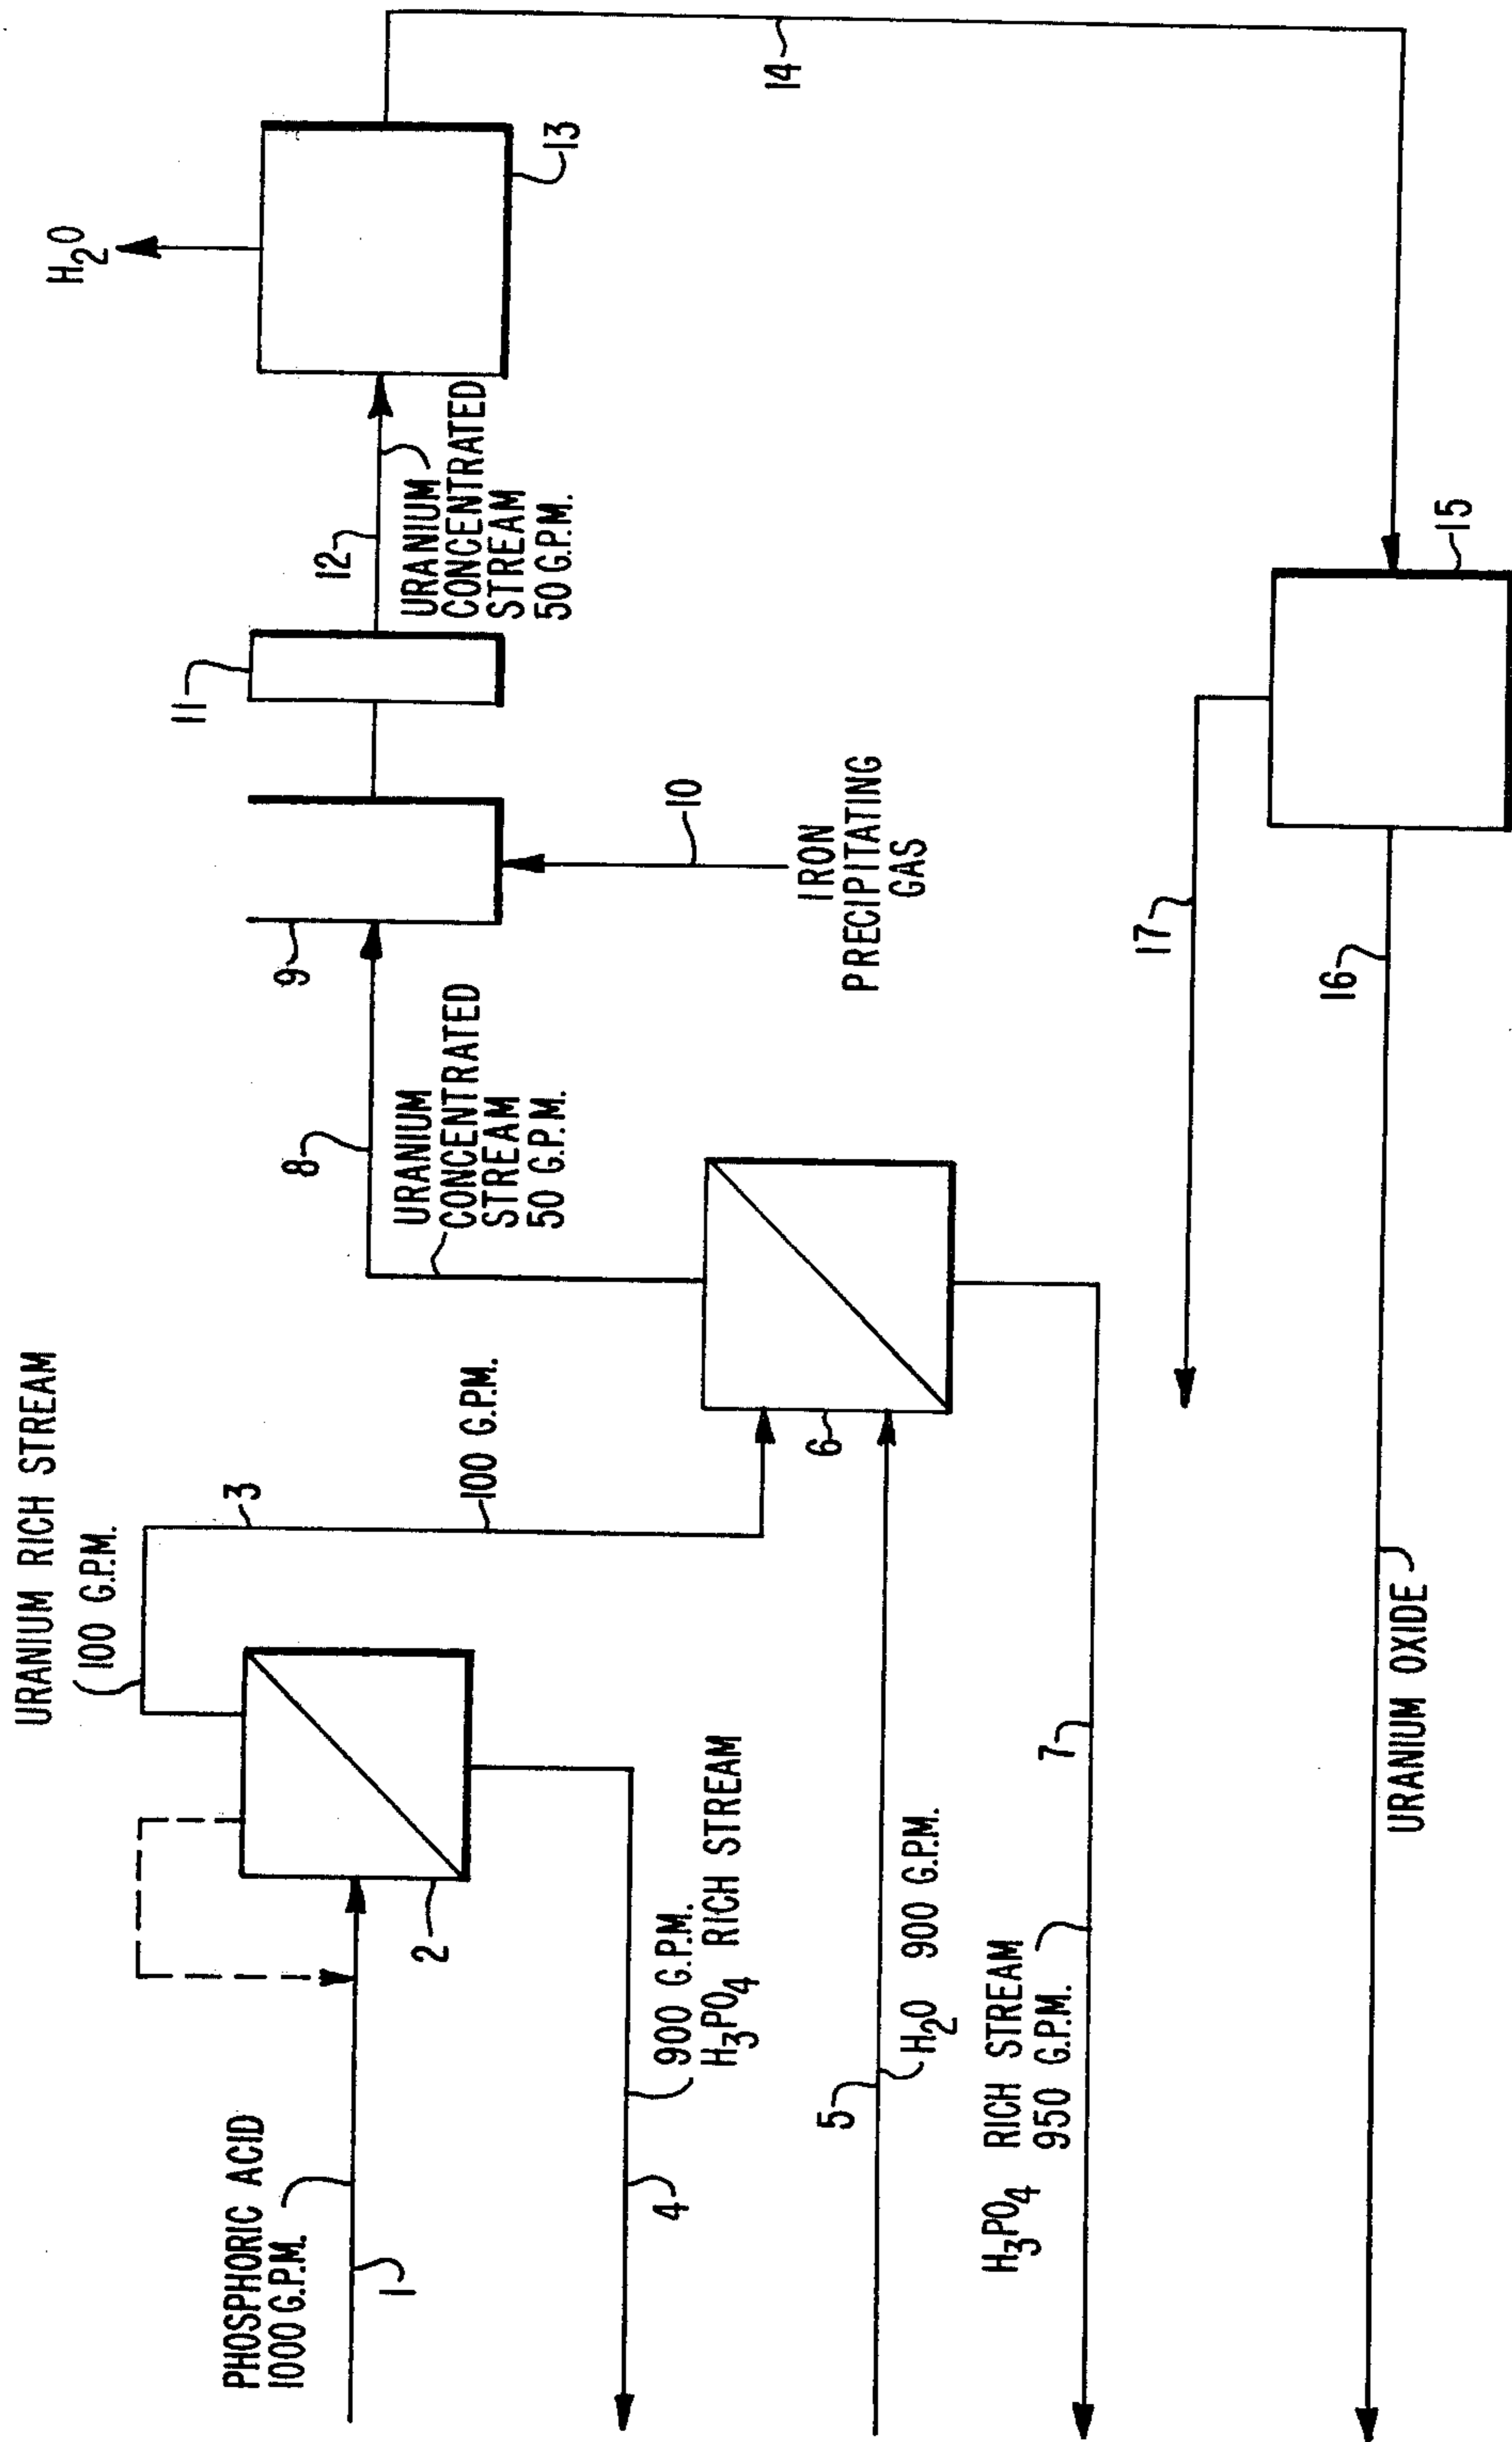 URANIUM RICH STREAM
100 G.P.M.
3
100 G.P.M.
PHOSPHORIC ACID
1000 G.P.M.
1
2
4
900 G.P.M.
H3PO4 RICH STREAM
5
H2O 900 G.P.M.
6
H3PO4 RICH STREAM
950 G.P.M.
7
8
URANIUM
CONCENTRATED
STREAM
50 G.P.M.
9
10
IRON
PRECIPITATING
GAS
11
12
URANIUM
CONCENTRATED
STREAM
50 G.P.M.
H2O
13
14
15
16
URANIUM OXIDE
17